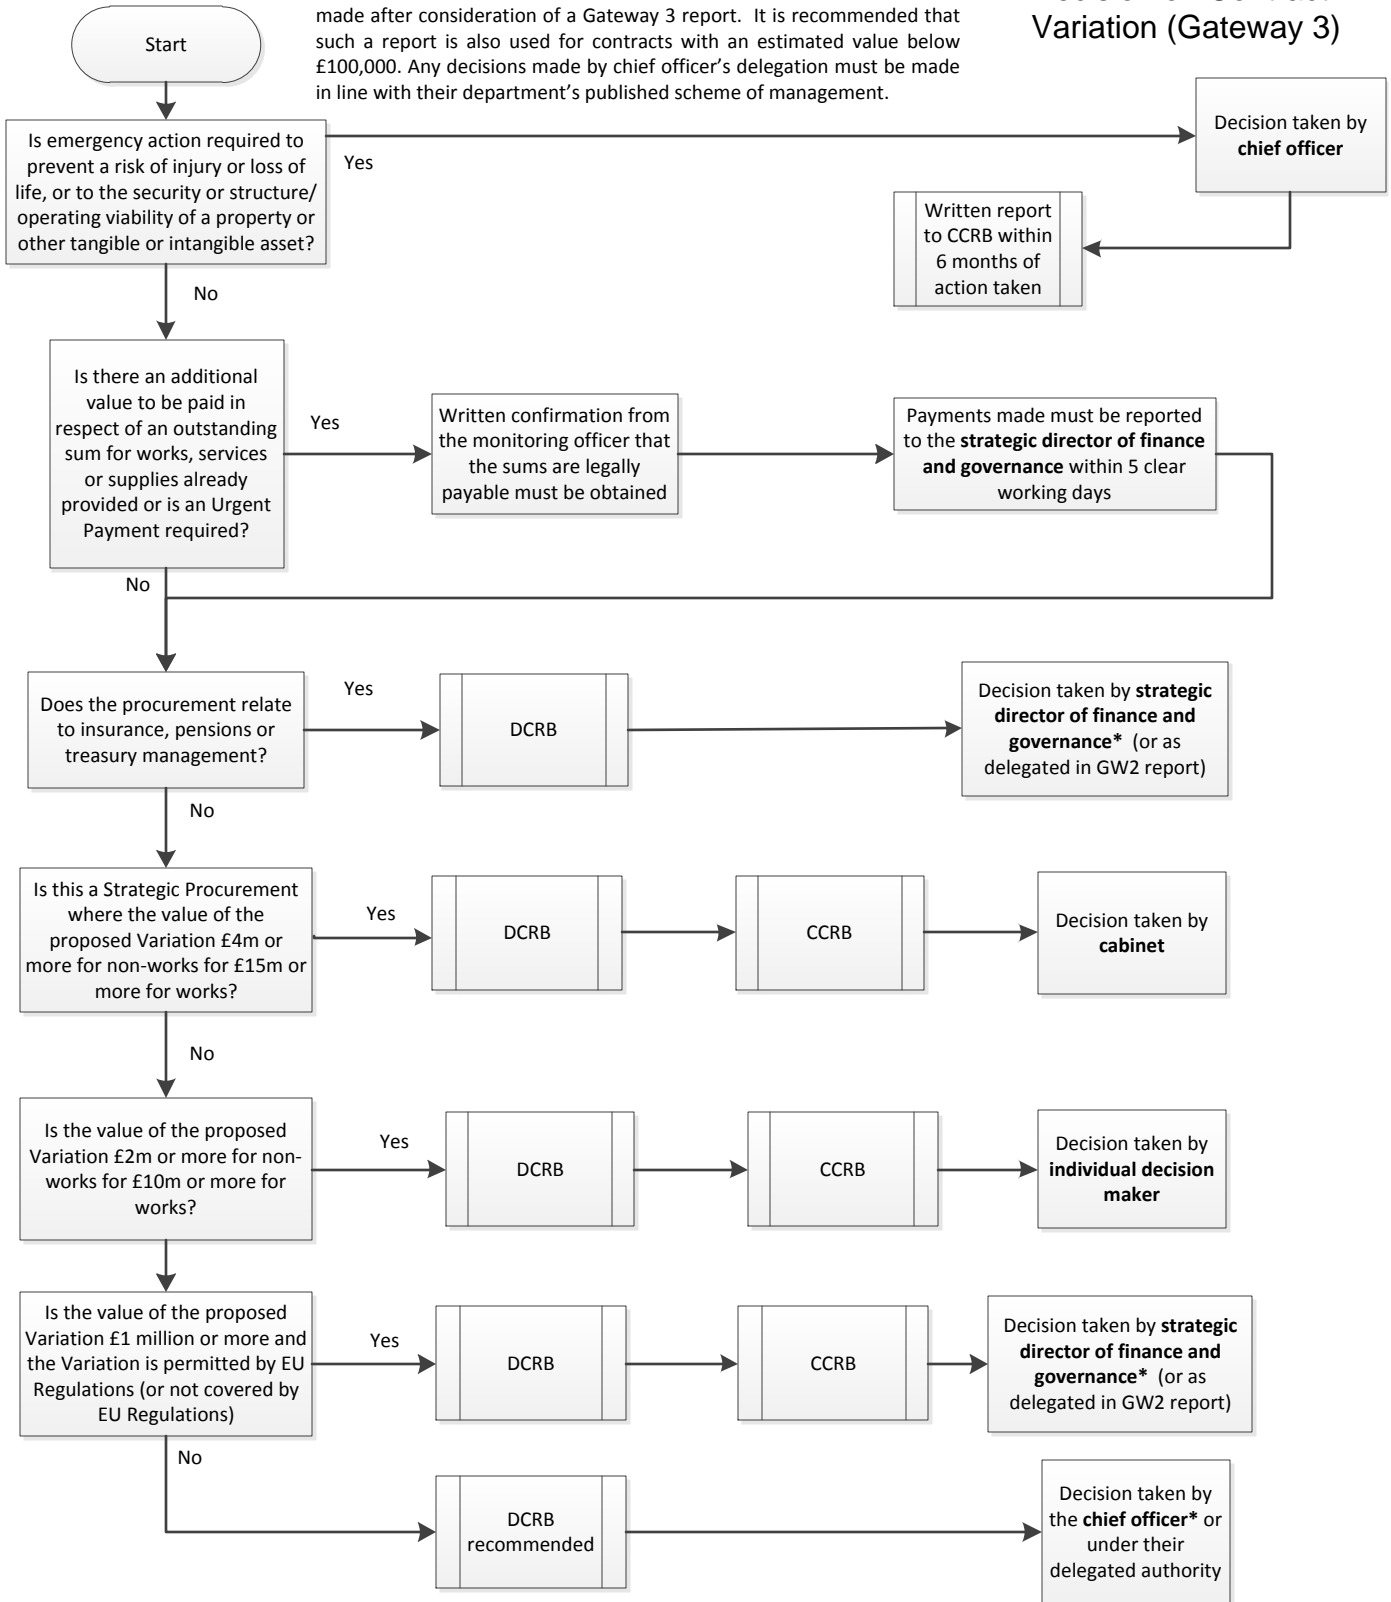 Variation (Gateway 3)
made after consideration of a Gateway 3 report. It is recommended that
such a report is also used for contracts with an estimated value below
£100,000. Any decisions made by chief officer’s delegation must be made
in line with their department’s published scheme of management.
Start
Is emergency action required to
prevent a risk of injury or loss of
life, or to the security or structure/
operating viability of a property or
other tangible or intangible asset?
Yes
Decision taken by
chief officer
Written report
to CCRB within
6 months of
action taken
No
Is there an additional
value to be paid in
respect of an outstanding
sum for works, services
or supplies already
provided or is an Urgent
Payment required?
Yes
Written confirmation from
the monitoring officer that
the sums are legally
payable must be obtained
Payments made must be reported
to the strategic director of finance
and governance within 5 clear
working days
No
Does the procurement relate
to insurance, pensions or
treasury management?
Yes
DCRB
Decision taken by strategic
director of finance and
governance* (or as
delegated in GW2 report)
No
Is this a Strategic Procurement
where the value of the
proposed Variation £4m or
more for non-works for £15m or
more for works?
Yes
DCRB
CCRB
Decision taken by
cabinet
No
Is the value of the proposed
Variation £2m or more for non-
works for £10m or more for
works?
Yes
DCRB
CCRB
Decision taken by
individual decision
maker
Is the value of the proposed
Variation £1 million or more and
the Variation is permitted by EU
Regulations (or not covered by
EU Regulations)
Yes
DCRB
CCRB
Decision taken by strategic
director of finance and
governance* (or as
delegated in GW2 report)
No
DCRB
recommended
Decision taken by
the chief officer* or
under their
delegated authority